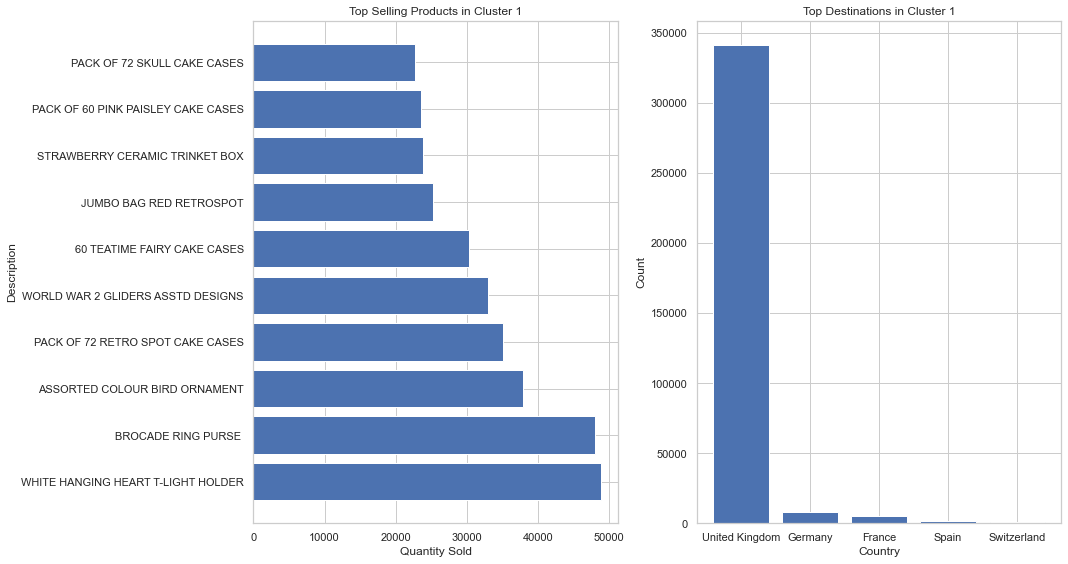 Top Selling Products in Cluster 1
PACK OF 72 SKULL CAKE CASES
PACK OF 60 PINK PAISLEY CAKE CASES
STRAWBERRY CERAMIC TRINKET BOX
JUMBO BAG RED RETROSPOT
60 TEATIME FAIRY CAKE CASES
WORLD WAR 2 GLIDERS ASSTD DESIGNS
PACK OF 72 RETRO SPOT CAKE CASES
ASSORTED COLOUR BIRD ORNAMENT
BROCADE RING PURSE
WHITE HANGING HEART T-LIGHT HOLDER
Description
0 10000 20000 30000 40000 50000
Quantity Sold
Top Destinations in Cluster 1
350000
300000
250000
200000
150000
100000
50000
0
Count
United Kingdom Germany France Spain Switzerland
Country